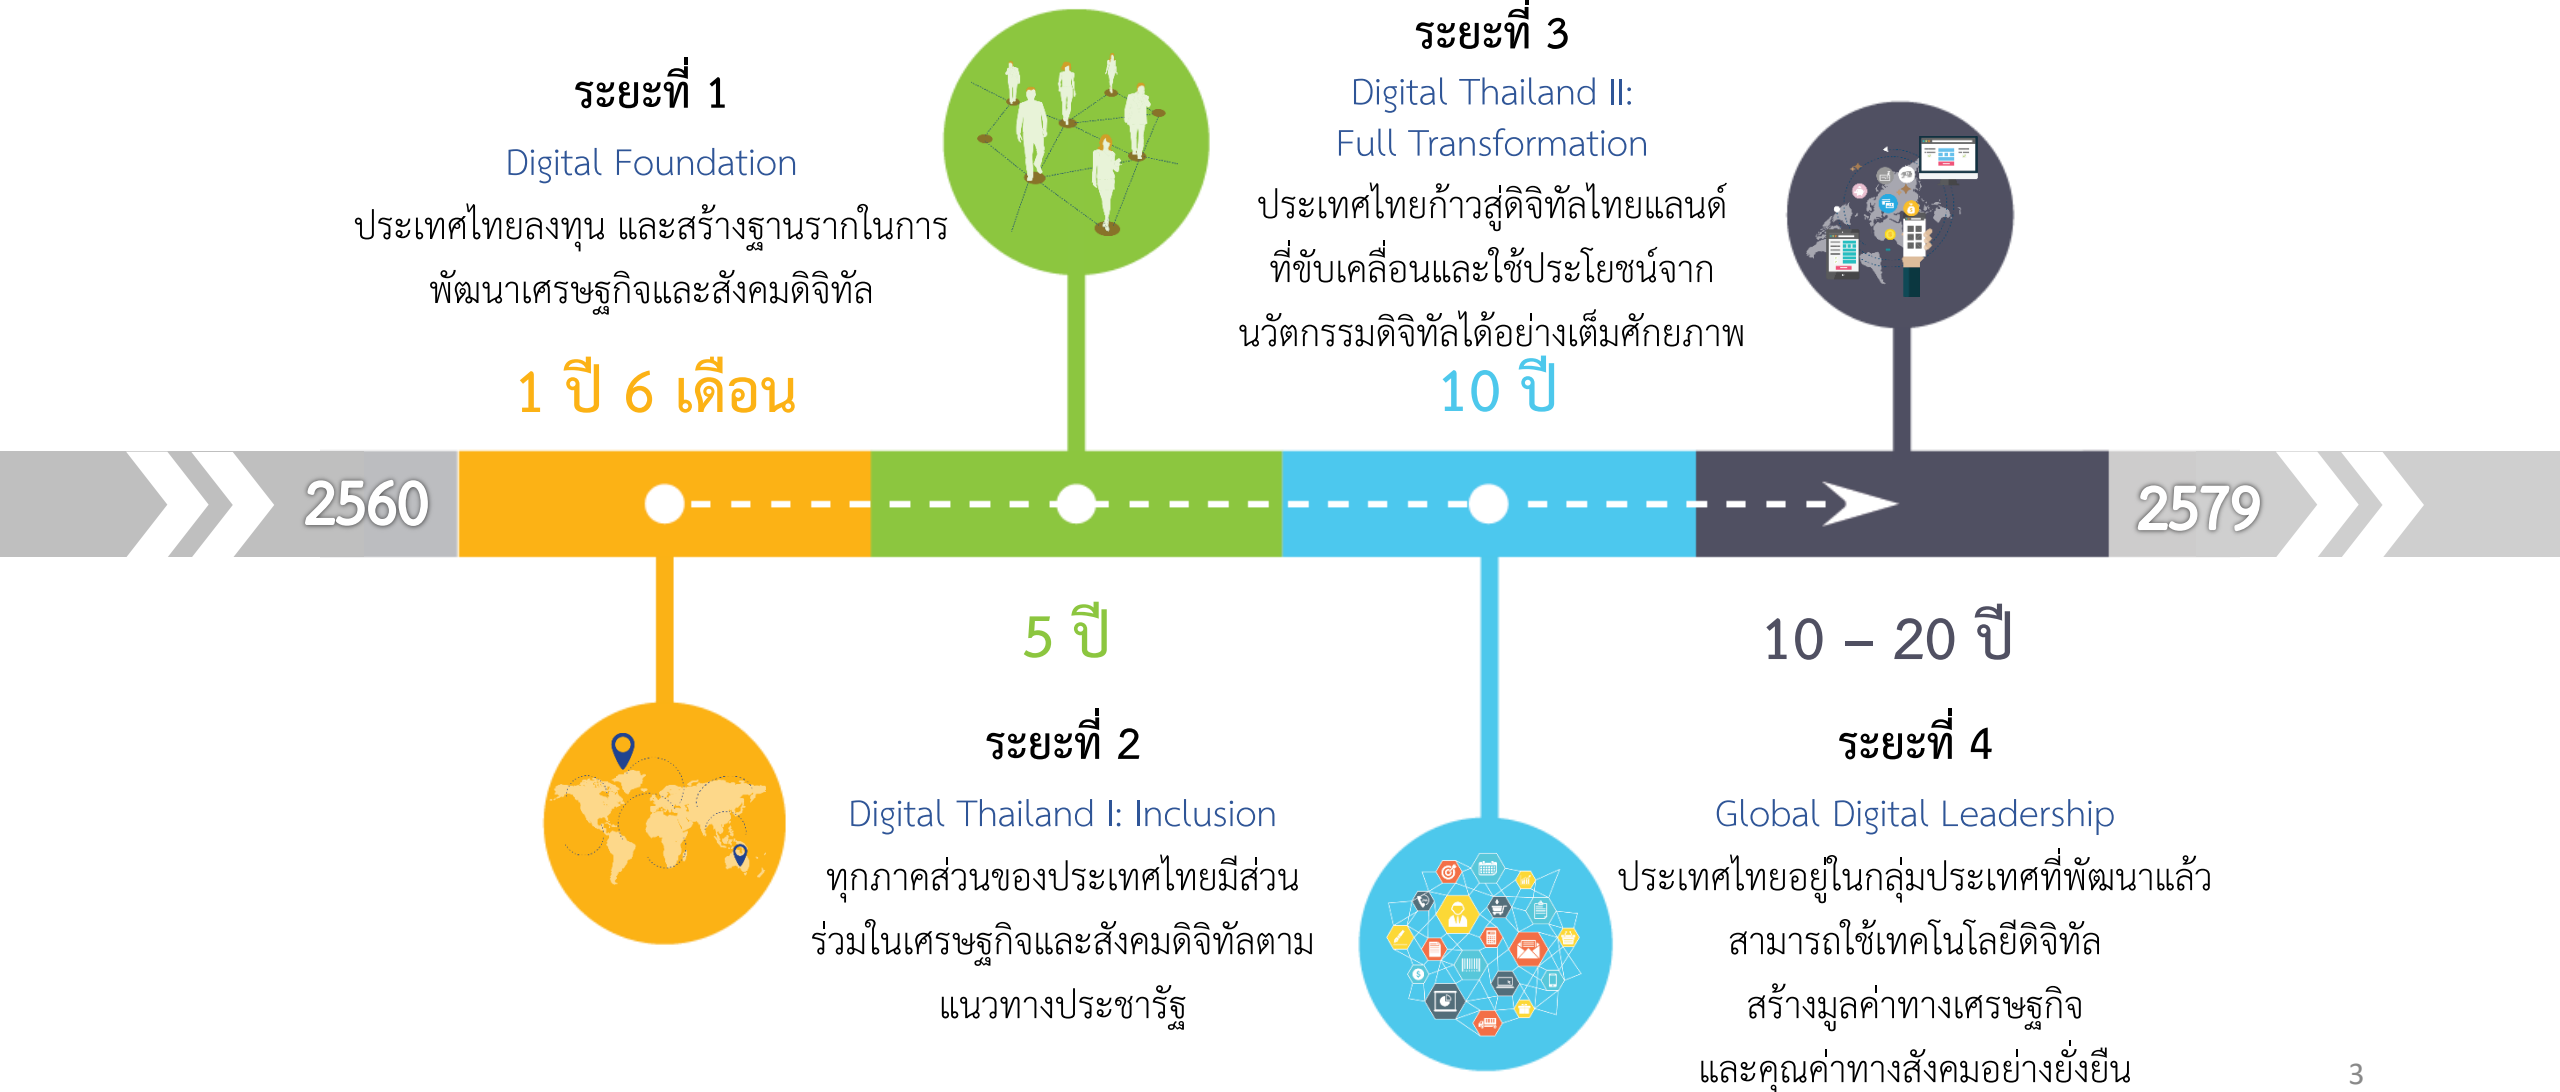 ระยะที่ 1
Digital Foundation
ประเทศไทยลงทุน และสร้างฐานรากในการ
พัฒนาเศรษฐกิจและสังคมดิจิทัล
1 ปี 6 เดือน
ระยะที่ 3
Digital Thailand II:
Full Transformation
ประเทศไทยก้าวสู่ดิจิทัลไทยแลนด์
ที่ขับเคลื่อนและใช้ประโยชน์จาก
นวัตกรรมดิจิทัลได้อย่างเต็มศักยภาพ
10 ปี
2560
2579
5 ปี
ระยะที่ 2
Digital Thailand I: Inclusion
ทุกภาคส่วนของประเทศไทยมีส่วน
ร่วมในเศรษฐกิจและสังคมดิจิทัลตาม
แนวทางประชารัฐ
10 – 20 ปี
ระยะที่ 4
Global Digital Leadership
ประเทศไทยอยู่ในกลุ่มประเทศที่พัฒนาแล้ว
สามารถใช้เทคโนโลยีดิจิทัล
สร้างมูลค่าทางเศรษฐกิจ
และคุณค่าทางสังคมอย่างยั่งยืน
3